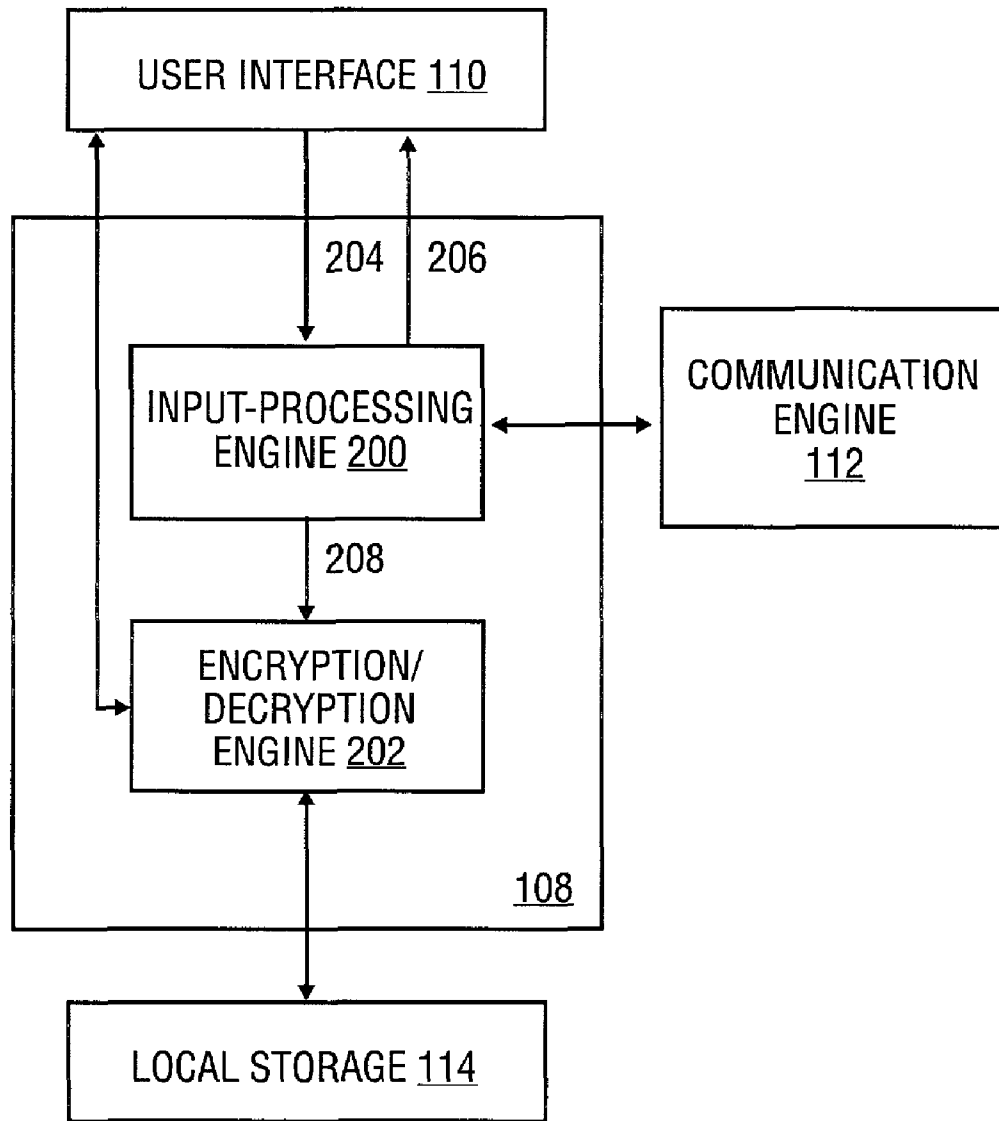 USER INTERFACE 110
204
206
INPUT-PROCESSING
ENGINE 200
COMMUNICATION
ENGINE
112
208
ENCRYPTION/
DECRYPTION
ENGINE 202
108
LOCAL STORAGE 114